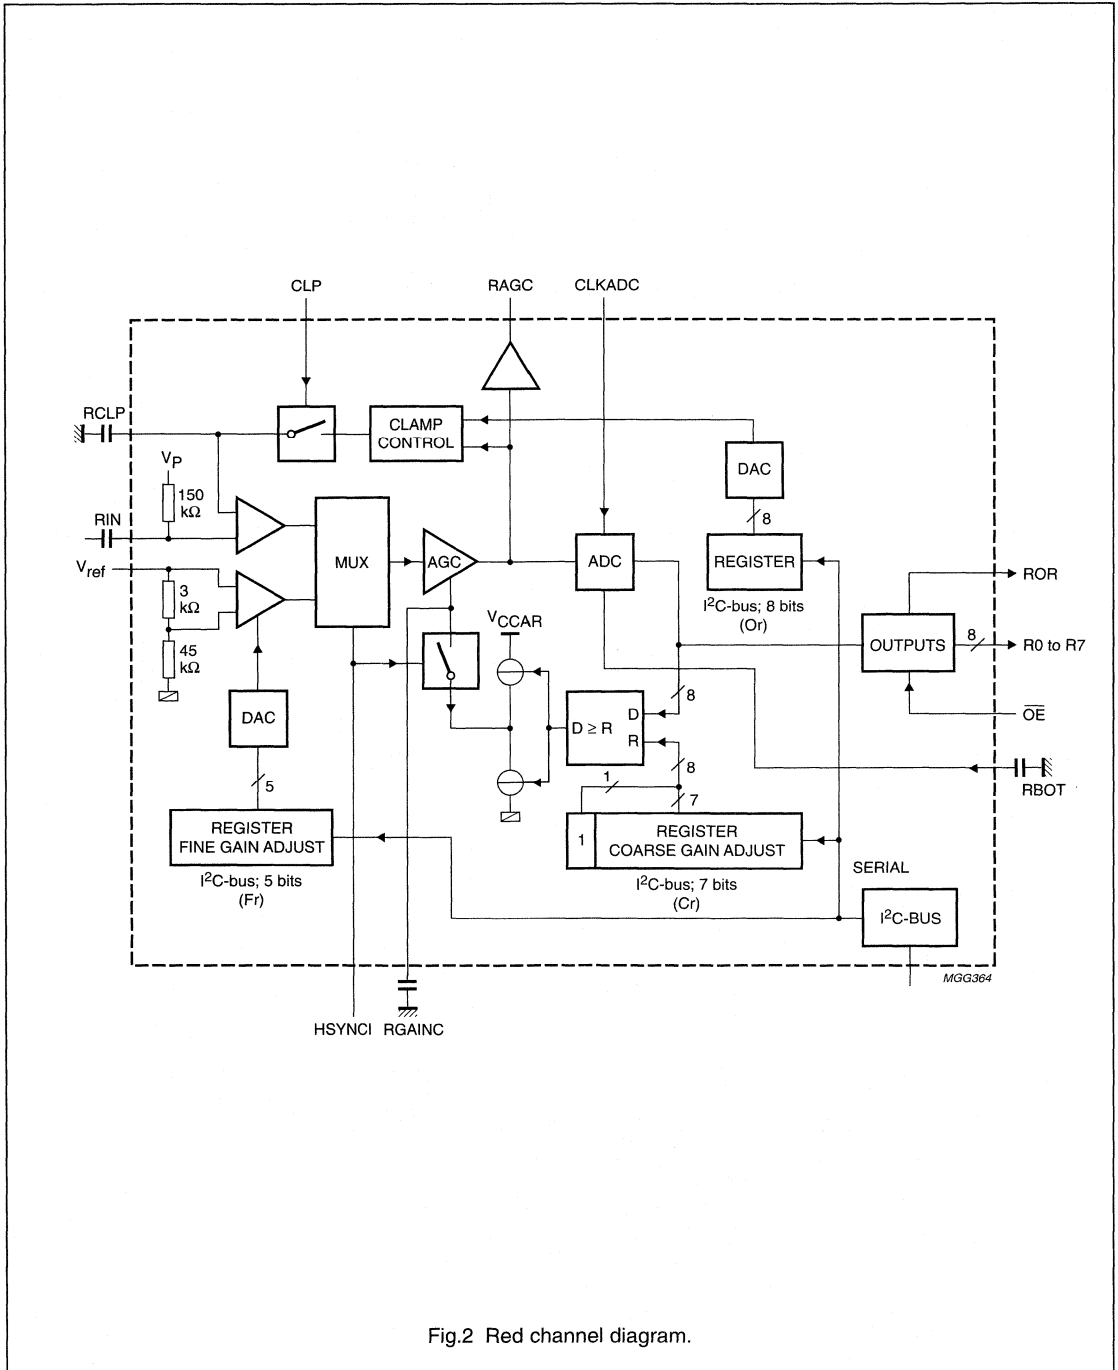 CLP
RAGC
CLKADC
RCLP
CLAMP
CONTROL
DAC
VP
150
kΩ
8
RIN
MUX
AGC
ADC
REGISTER
I²C-bus; 8 bits
(Or)
Vref
3
kΩ
45
kΩ
VCCAR
ROR
OUTPUTS
8
R0 to R7
OE
DAC
8
D ≥ R
D
R
8
1
7
RBOT
5
REGISTER
FINE GAIN ADJUST
I²C-bus; 5 bits
(Fr)
1
REGISTER
COARSE GAIN ADJUST
I²C-bus; 7 bits
(Cr)
SERIAL
I²C-BUS
MGG364
HSYNCI
RGAINC
Fig.2 Red channel diagram.